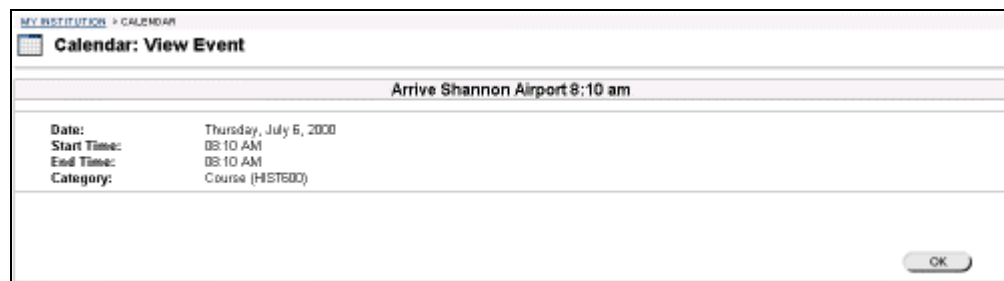 MY INSTITUTION > CALENDAR
Calendar: View Event
Arrive Shannon Airport 8:10 am
Date: Thursday, July 6, 2000
Start Time: 08:10 AM
End Time: 08:10 AM
Category: Course (HIST600)
OK